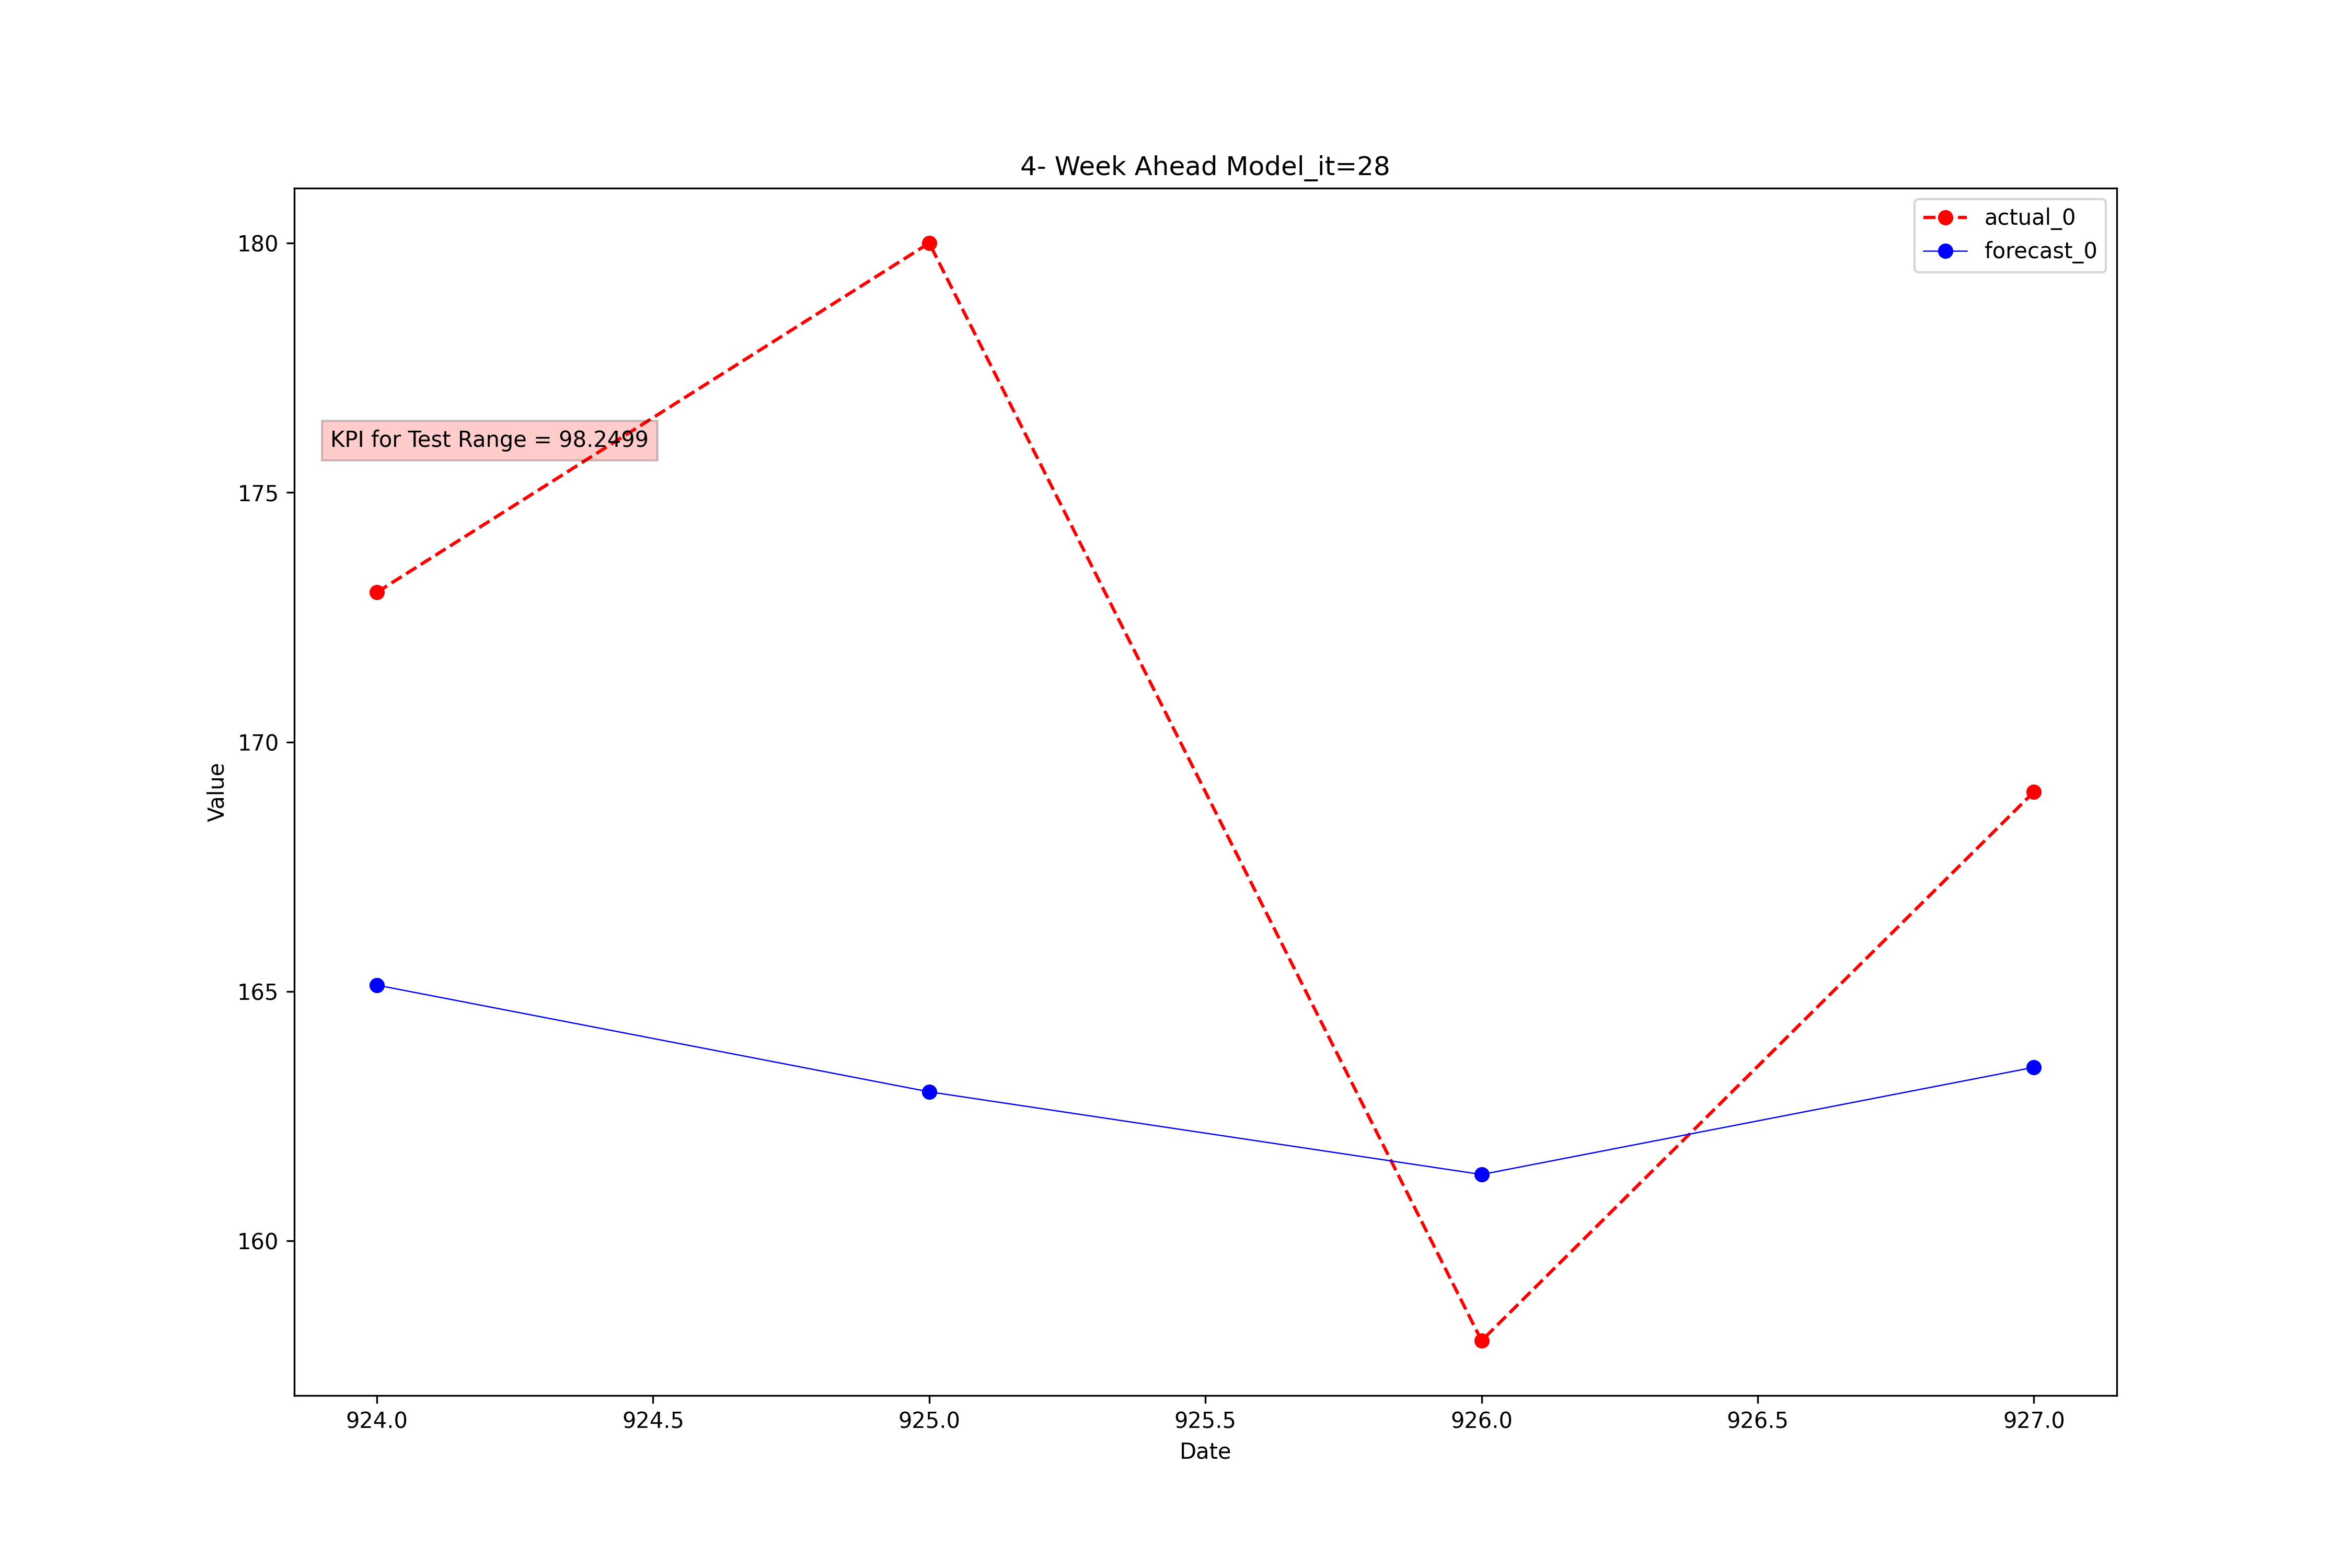 4- Week Ahead Model_it=28
actual_0
forecast_0
KPI for Test Range = 98.2499
180
175
170
165
160
Value
924.0 924.5 925.0 925.5 926.0 926.5 927.0
Date